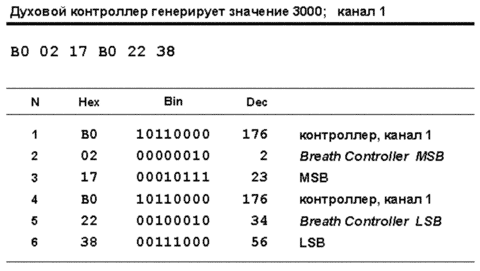 Духовой контроллер генерирует значение 3000; канал 1
B0 02 17 B0 22 38
N Hex Bin Dec
1 B0 10110000 176 контроллер, канал 1
2 02 00000010 2 Breath Controller MSB
3 17 00010111 23 MSB
4 B0 10110000 176 контроллер, канал 1
5 22 00100010 34 Breath Controller LSB
6 38 00111000 56 LSB